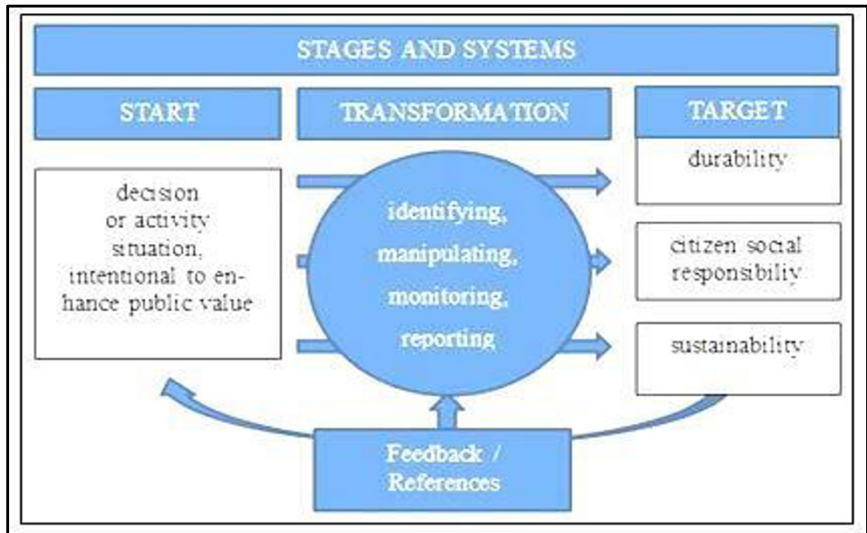 STAGES AND SYSTEMS
START
TRANSFORMATION
TARGET
decision
or activity
situation,
intentional to en-
hance public value
identifying,
manipulating,
monitoring,
reporting
durability
citizen social
responsibiliy
sustainability
Feedback /
References